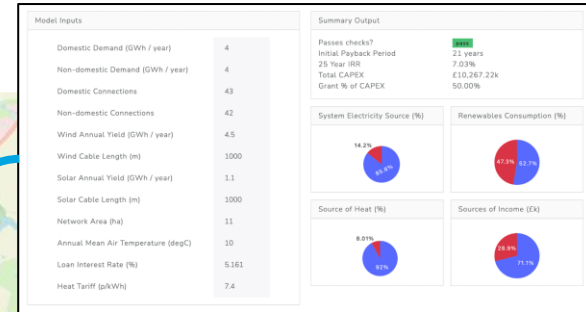 Model Inputs
Domestic Demand (GWh / year) 4
Non-domestic Demand (GWh / year) 4
Domestic Connections 43
Non-domestic Connections 42
Wind Annual Yield (GWh / year) 4.5
Wind Cable Length (m) 1000
Solar Annual Yield (GWh / year) 1.1
Solar Cable Length (m) 1000
Network Area (ha) 11
Annual Mean Air Temperature (degC) 10
Loan Interest Rate (%) 5.161
Heat Tariff (p/kWh) 7.4
Summary Output
Passes checks?
Initial Payback Period 21 years
25 Year IRR 7.03%
Total CAPEX £10,267.22k
Grant % of CAPEX 50.00%
System Electricity Source (%)
14.2%
85.8%
Renewables Consumption (%)
47.3% 52.7%
Source of Heat (%)
8.01%
92%
Sources of Income (£k)
71.1%